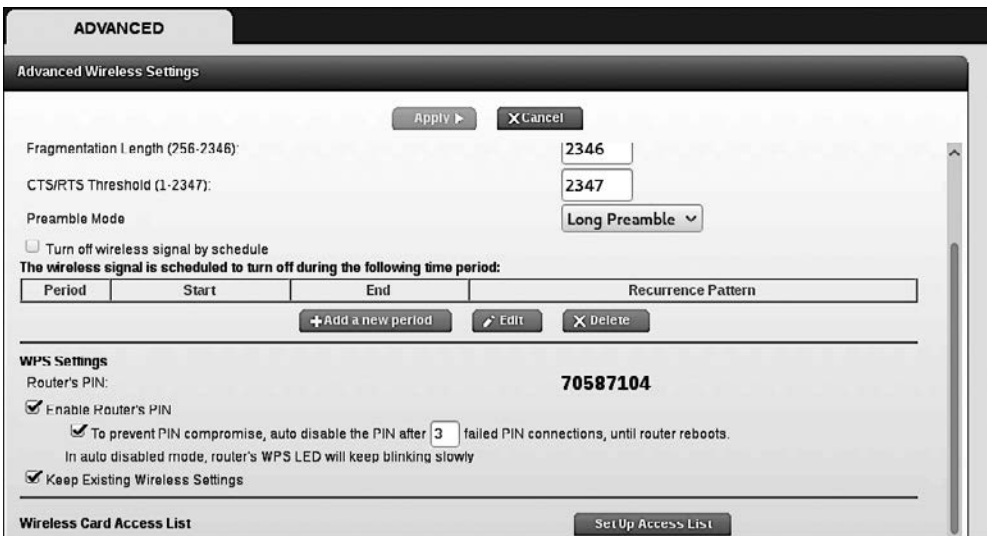 ADVANCED
Advanced Wireless Settings
Apply Cancel
Fragmentation Length (256-2346): 2346
CTS/RTS Threshold (1-2347): 2347
Preamble Mode Long Preamble
Turn off wireless signal by schedule
The wireless signal is scheduled to turn off during the following time period:
Period Start End Recurrence Pattern
+Add a new period Edit Delete
WPS Settings
Router's PIN: 70587104
Enable Router's PIN
To prevent PIN compromise, auto disable the PIN after 3 failed PIN connections, until router reboots.
In auto disabled mode, router's WPS LED will keep blinking slowly
Keep Existing Wireless Settings
Wireless Card Access List Set Up Access List